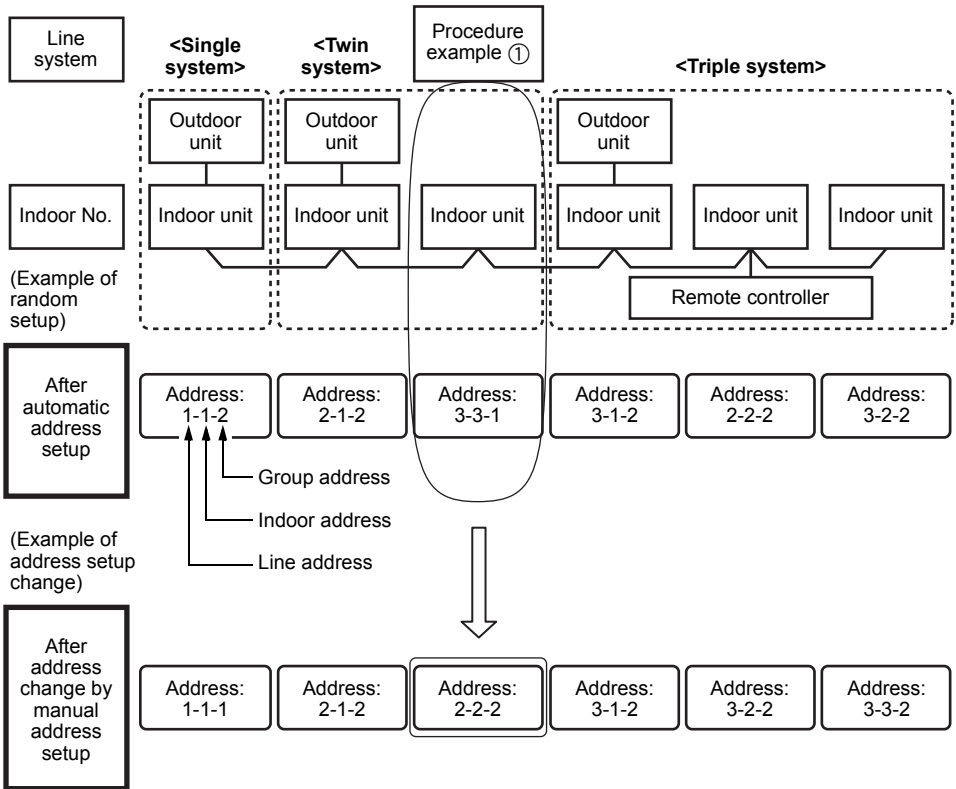 Line
system
<Single
system>
<Twin
system>
Procedure
example ①
<Triple system>
Outdoor
unit
Outdoor
unit
Outdoor
unit
Indoor No.
Indoor unit
Indoor unit
Indoor unit
Indoor unit
Indoor unit
Indoor unit
Remote controller
(Example of
random
setup)
After
automatic
address
setup
Address:
1-1-2
Address:
2-1-2
Address:
3-3-1
Address:
3-1-2
Address:
2-2-2
Address:
3-2-2
Group address
Indoor address
Line address
(Example of
address setup
change)
After
address
change by
manual
address
setup
Address:
1-1-1
Address:
2-1-2
Address:
2-2-2
Address:
3-1-2
Address:
3-2-2
Address:
3-3-2